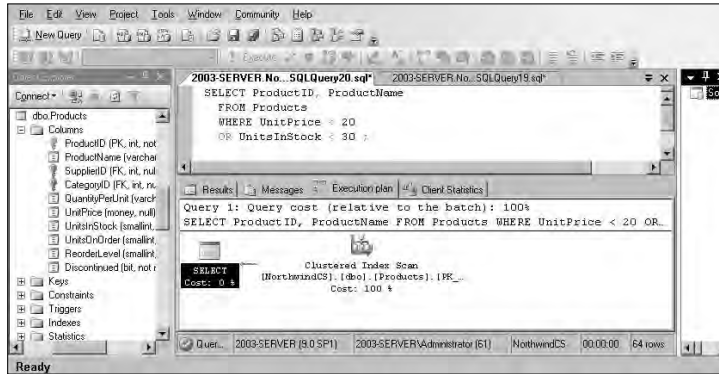 File Edit View Project Tools Window Community Help
New Query
Execute
2003-SERVER.No...SQLQuery20.sql* 2003-SERVER.No...SQLQuery19.sql*
Connect
SELECT ProductID, ProductName
FROM Products
WHERE UnitPrice < 20
OR UnitsInStock < 30 ;
dbo.Products
Columns
ProductID (PK, int, not
ProductName (varchar
SupplierID (FK, int, nul
CategoryID (FK, int, nu
QuantityPerUnit (varch
UnitPrice (money, null)
UnitsInStock (smallint,
UnitsOnOrder (smallint,
ReorderLevel (smallint,
Discontinued (bit, not r
Keys
Constraints
Triggers
Indexes
Statistics
Results Messages Execution plan Client Statistics
Query 1: Query cost (relative to the batch): 100%
SELECT ProductID, ProductName FROM Products WHERE UnitPrice < 20 OR…
SELECT
Cost: 0 %
Clustered Index Scan
[NorthwindCS].[dbo].[Products].[PK_…
Cost: 100 %
Quer... 2003-SERVER (9.0 SP1) 2003-SERVER\Administrator (61) NorthwindCS 00:00:00 64 rows
So
Ready